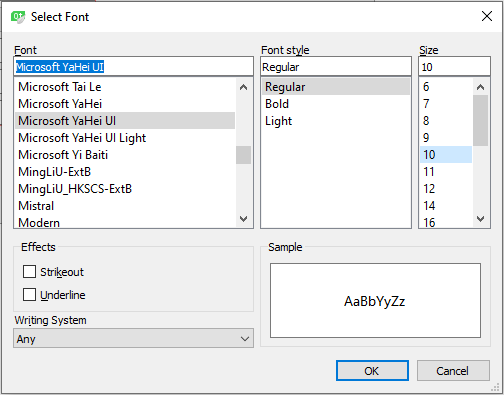 Select Font
Font
Font style
Size
Microsoft YaHei UI
Regular
10
Microsoft Tai Le
Microsoft YaHei
Microsoft YaHei UI
Microsoft YaHei UI Light
Microsoft Yi Baiti
MingLiU-ExtB
MingLiU_HKSCS-ExtB
Mistral
Modern
Regular
Bold
Light
6
7
8
9
10
11
12
14
16
Effects
Strikeout
Underline
Writing System
Any
Sample
AaBbYyZz
OK
Cancel